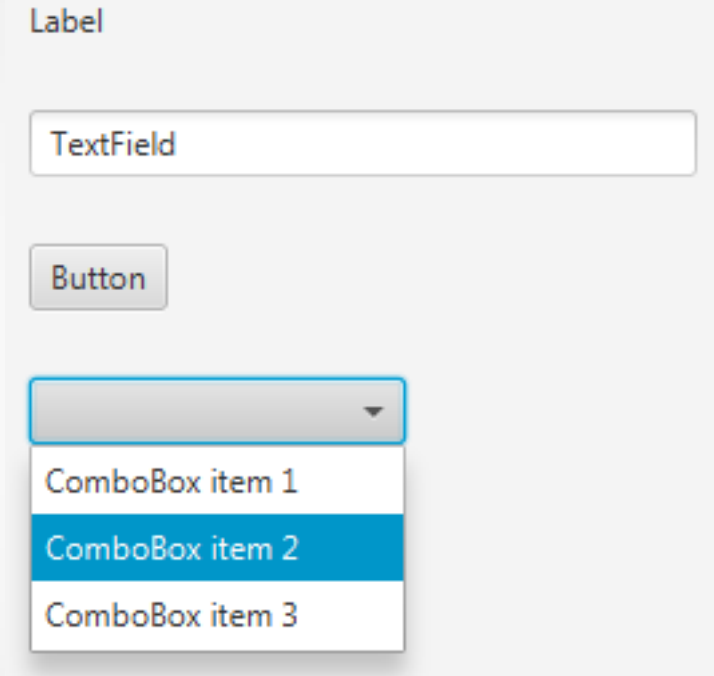 Label
TextField
Button
ComboBox item 1
ComboBox item 2
ComboBox item 3